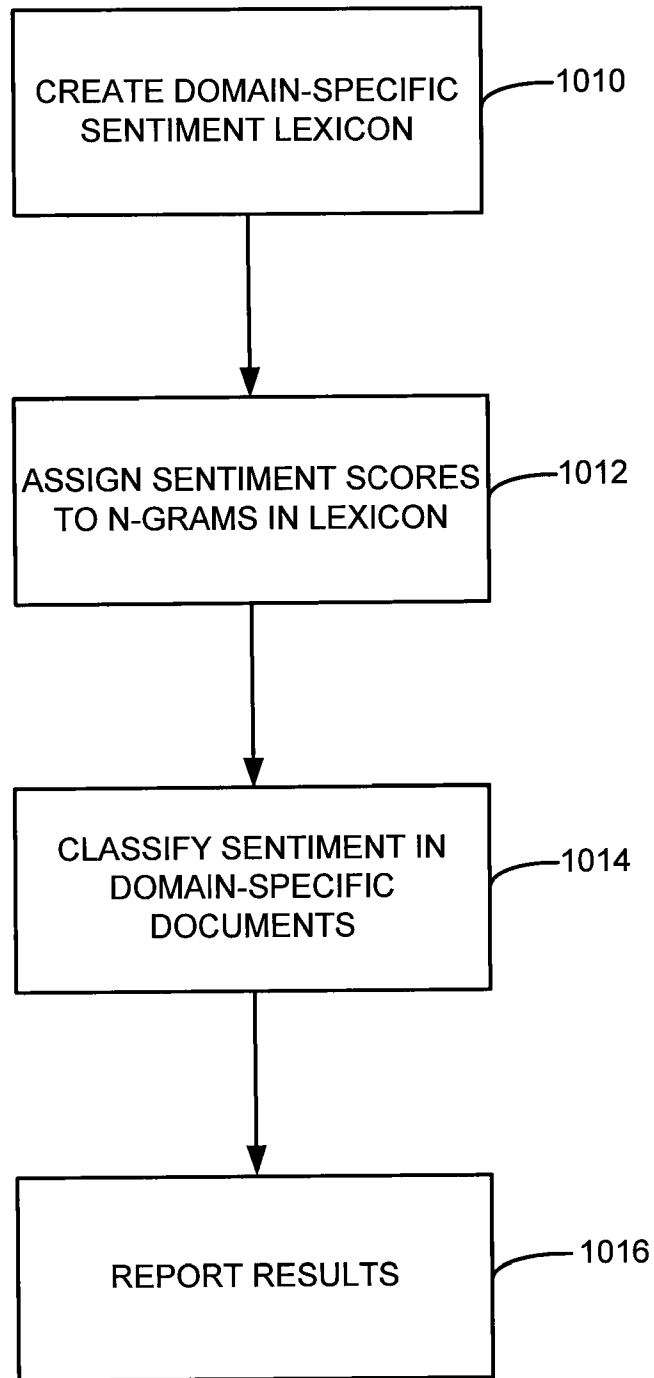 CREATE DOMAIN-SPECIFIC
SENTIMENT LEXICON
1010
ASSIGN SENTIMENT SCORES
TO N-GRAMS IN LEXICON
1012
CLASSIFY SENTIMENT IN
DOMAIN-SPECIFIC
DOCUMENTS
1014
REPORT RESULTS
1016